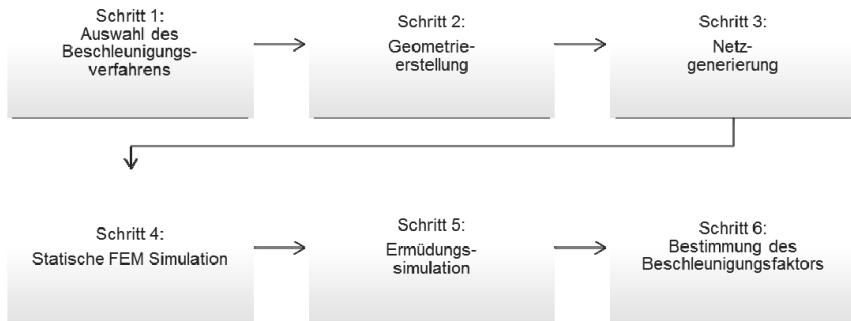 Schritt 1:
Auswahl des
Beschleunigungs-
verfahrens
Schritt 2:
Geometrie-
erstellung
Schritt 3:
Netz-
generierung
Schritt 4:
Statische FEM Simulation
Schritt 5:
Ermüdungs-
simulation
Schritt 6:
Bestimmung des
Beschleunigungsfaktors